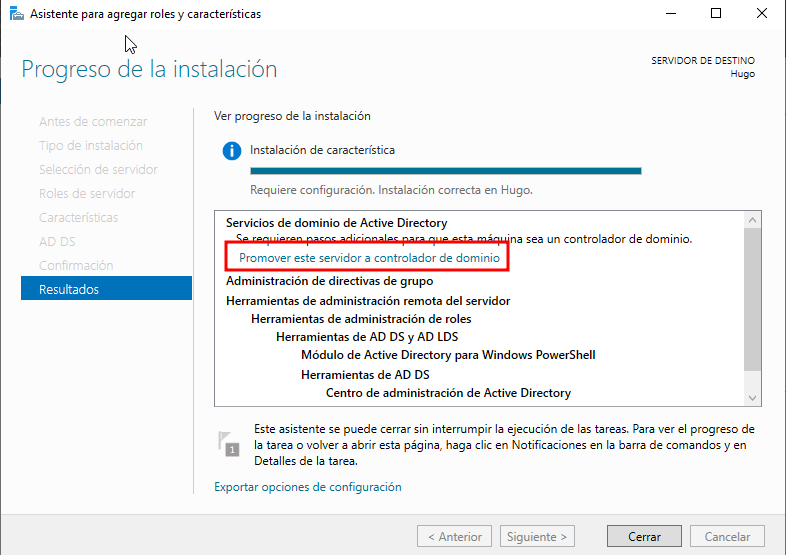 Asistente para agregar roles y características
Progreso de la instalación
SERVIDOR DE DESTINO
Hugo
Antes de comenzar
Tipo de instalación
Selección de servidor
Roles de servidor
Características
AD DS
Confirmación
Resultados
Ver progreso de la instalación
Instalación de característica
Requiere configuración. Instalación correcta en Hugo.
Servicios de dominio de Active Directory
Se requieren pasos adicionales para que esta máquina sea un controlador de dominio.
Promover este servidor a controlador de dominio
Administración de directivas de grupo
Herramientas de administración remota del servidor
Herramientas de administración de roles
Herramientas de AD DS y AD LDS
Módulo de Active Directory para Windows PowerShell
Herramientas de AD DS
Centro de administración de Active Directory
1
Este asistente se puede cerrar sin interrumpir la ejecución de las tareas. Para ver el progreso de
la tarea o volver a abrir esta página, haga clic en Notificaciones en la barra de comandos y en
Detalles de la tarea.
Exportar opciones de configuración
< Anterior
Siguiente >
Cerrar
Cancelar